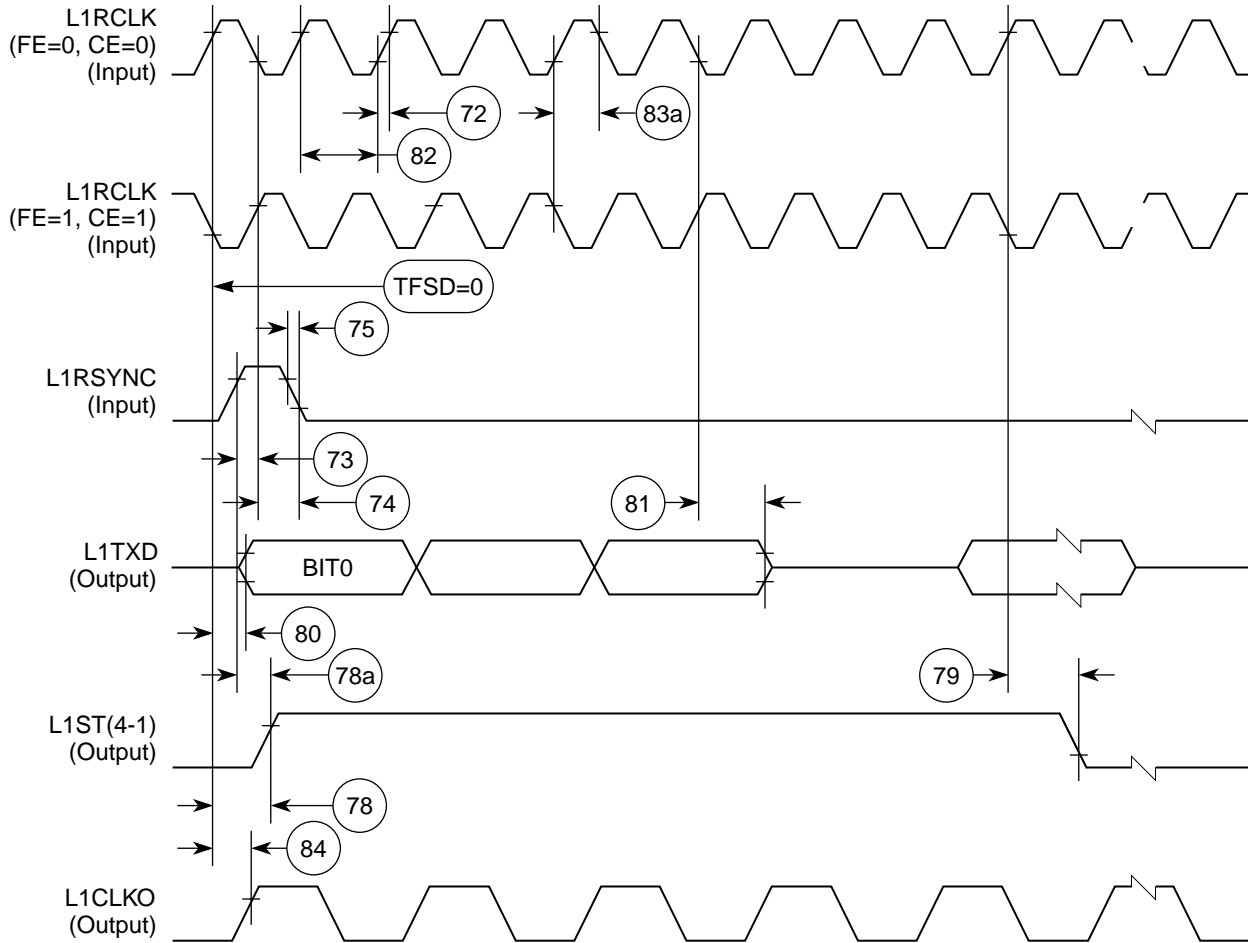 L1RCLK
(FE=0, CE=0)
(Input)
72
83a
82
L1RCLK
(FE=1, CE=1)
(Input)
TFSD=0
75
L1RSYNC
(Input)
73
74
81
L1TXD
(Output)
BIT0
80
78a
79
L1ST(4-1)
(Output)
78
84
L1CLKO
(Output)